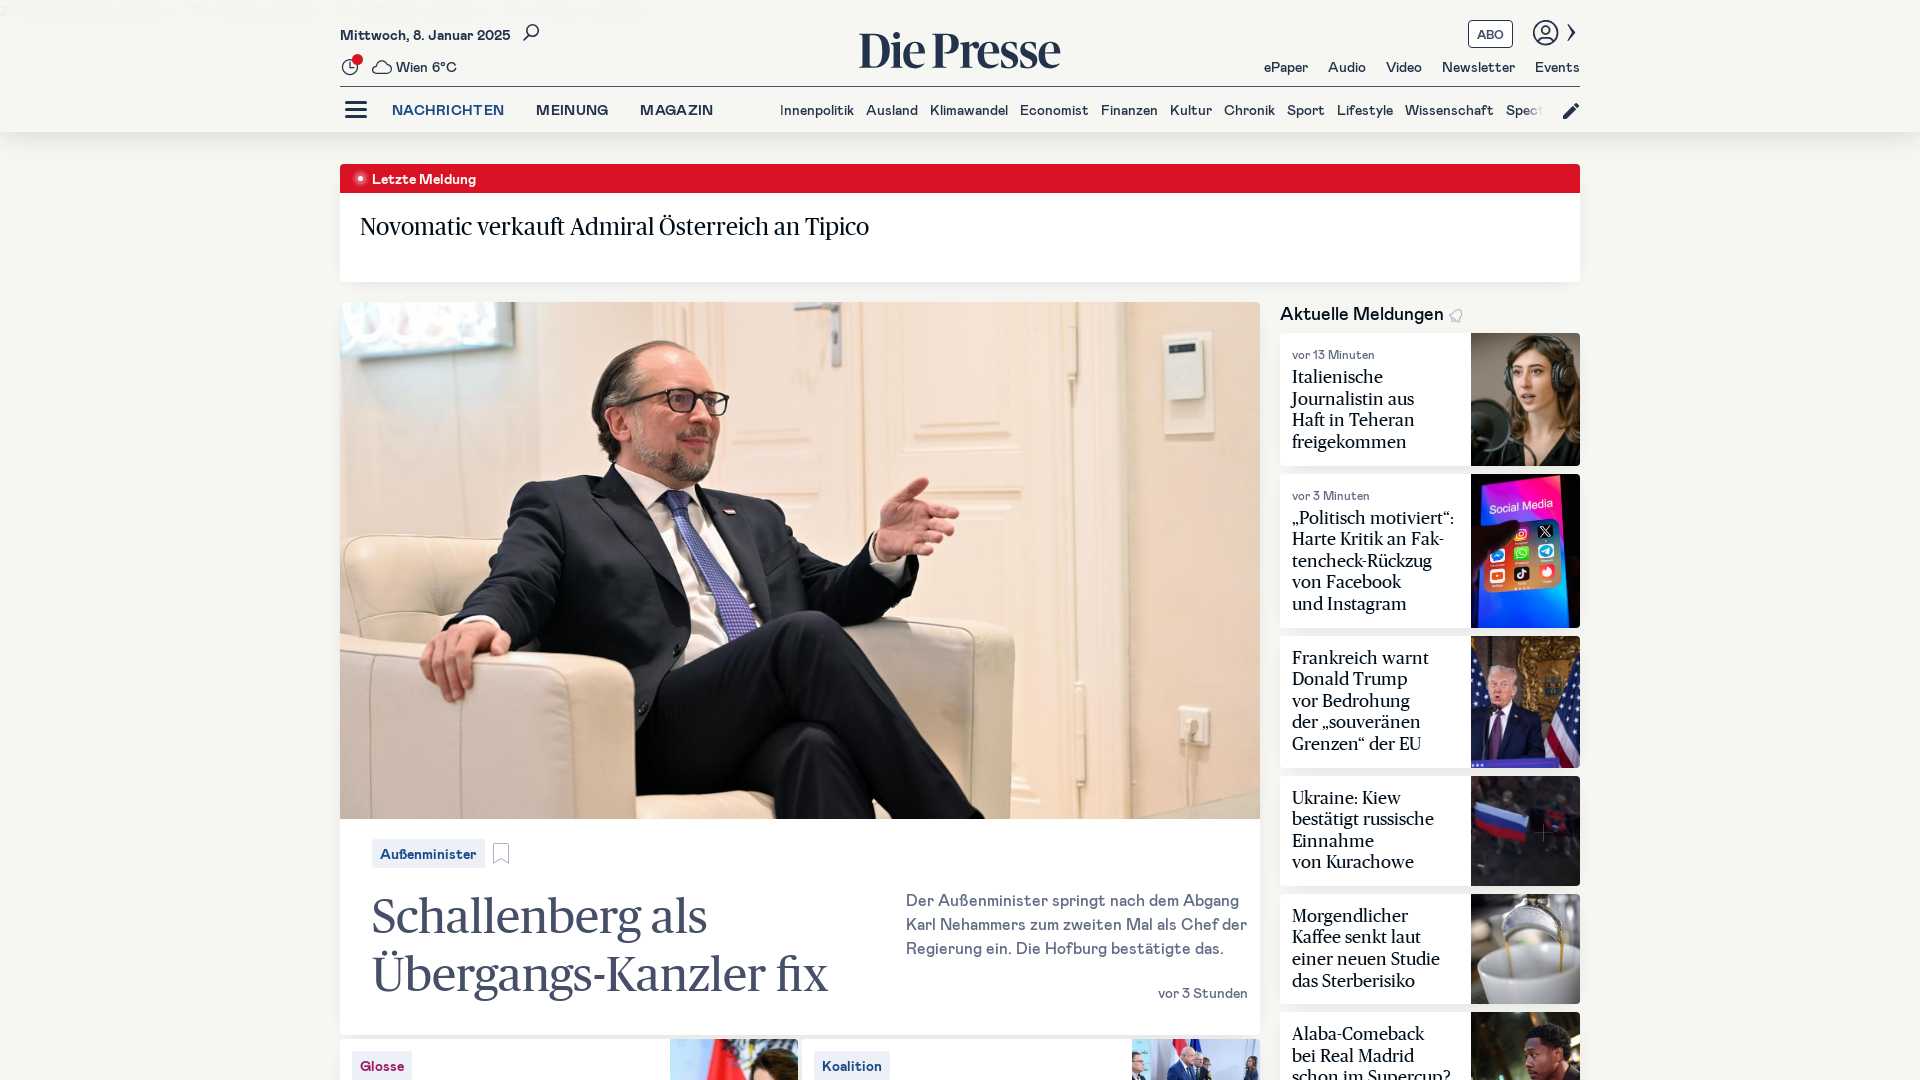 Mittwoch, 8. Januar 2025
Wien 6°C
Die Presse
ABO
ePaper Audio Video Newsletter Events
NACHRICHTEN MEINUNG MAGAZIN
Innenpolitik Ausland Klimawandel Economist Finanzen Kultur Chronik Sport Lifestyle Wissenschaft Spect
Letzte Meldung
Novomatic verkauft Admiral Österreich an Tipico
Außenminister
Schallenberg als
Übergangs-Kanzler fix
Der Außenminister springt nach dem Abgang
Karl Nehammers zum zweiten Mal als Chef der
Regierung ein. Die Hofburg bestätigte das.
vor 3 Stunden
Glosse
Koalition
Aktuelle Meldungen
vor 13 Minuten
Italienische
Journalistin aus
Haft in Teheran
freigekommen
vor 3 Minuten
„Politisch motiviert“:
Harte Kritik an Fak-
tencheck-Rückzug
von Facebook
und Instagram
Social Media
Frankreich warnt
Donald Trump
vor Bedrohung
der „souveränen
Grenzen“ der EU
Ukraine: Kiew
bestätigt russische
Einnahme
von Kurachowe
Morgendlicher
Kaffee senkt laut
einer neuen Studie
das Sterberisiko
Alaba-Comeback
bei Real Madrid
schon im Supercup?